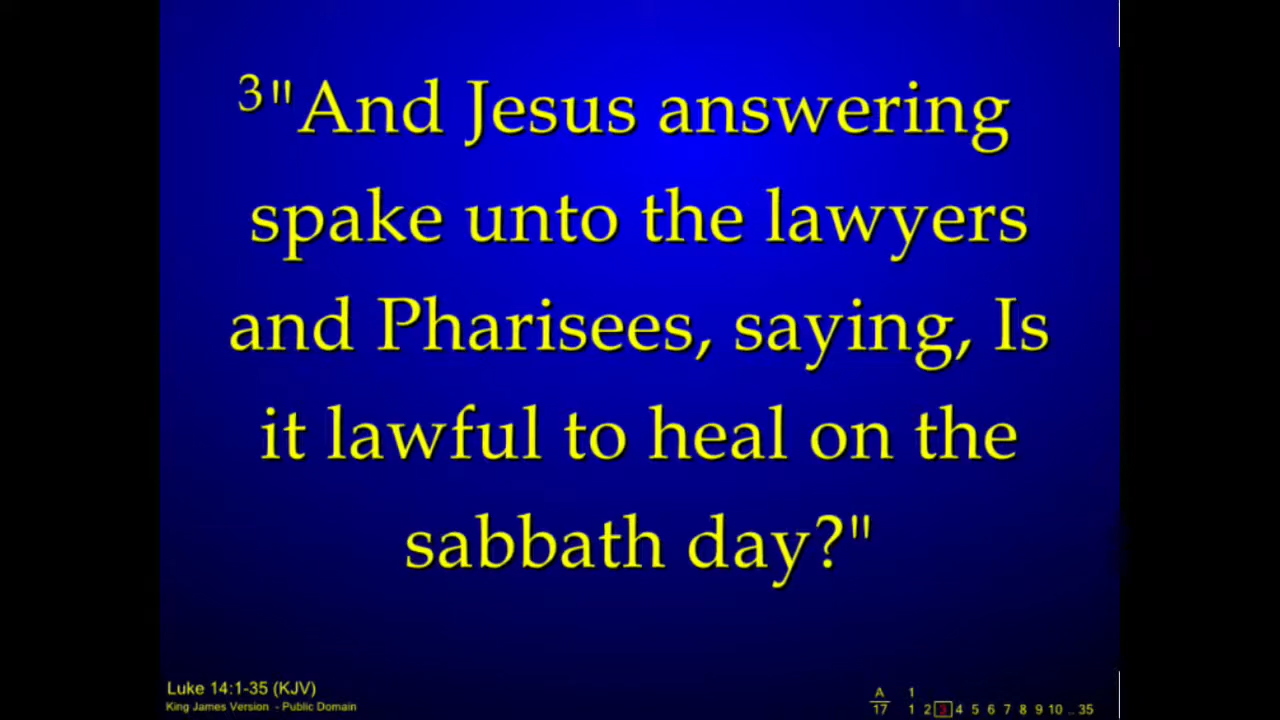 3"And Jesus answering
spake unto the lawyers
and Pharisees, saying, Is
it lawful to heal on the
sabbath day?"
Luke 14:1-35 (KJV)
King James Version - Public Domain
A 1
17 1 2 3 4 5 6 7 8 9 10 .. 35